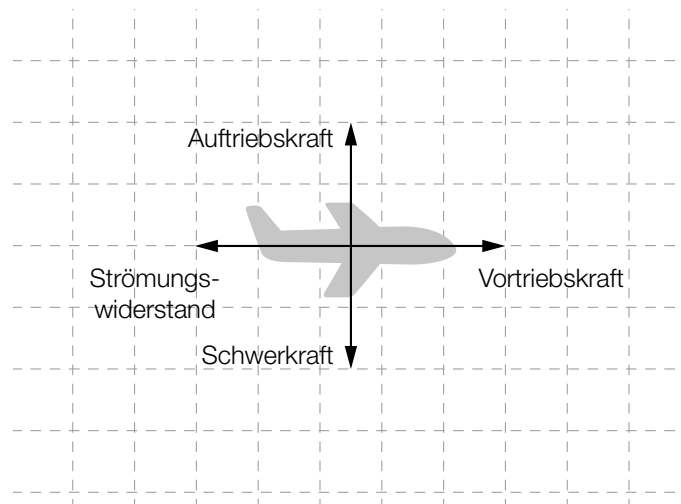 Auftriebskraft
Strömungs-
widerstand
Vortriebskraft
Schwerkraft